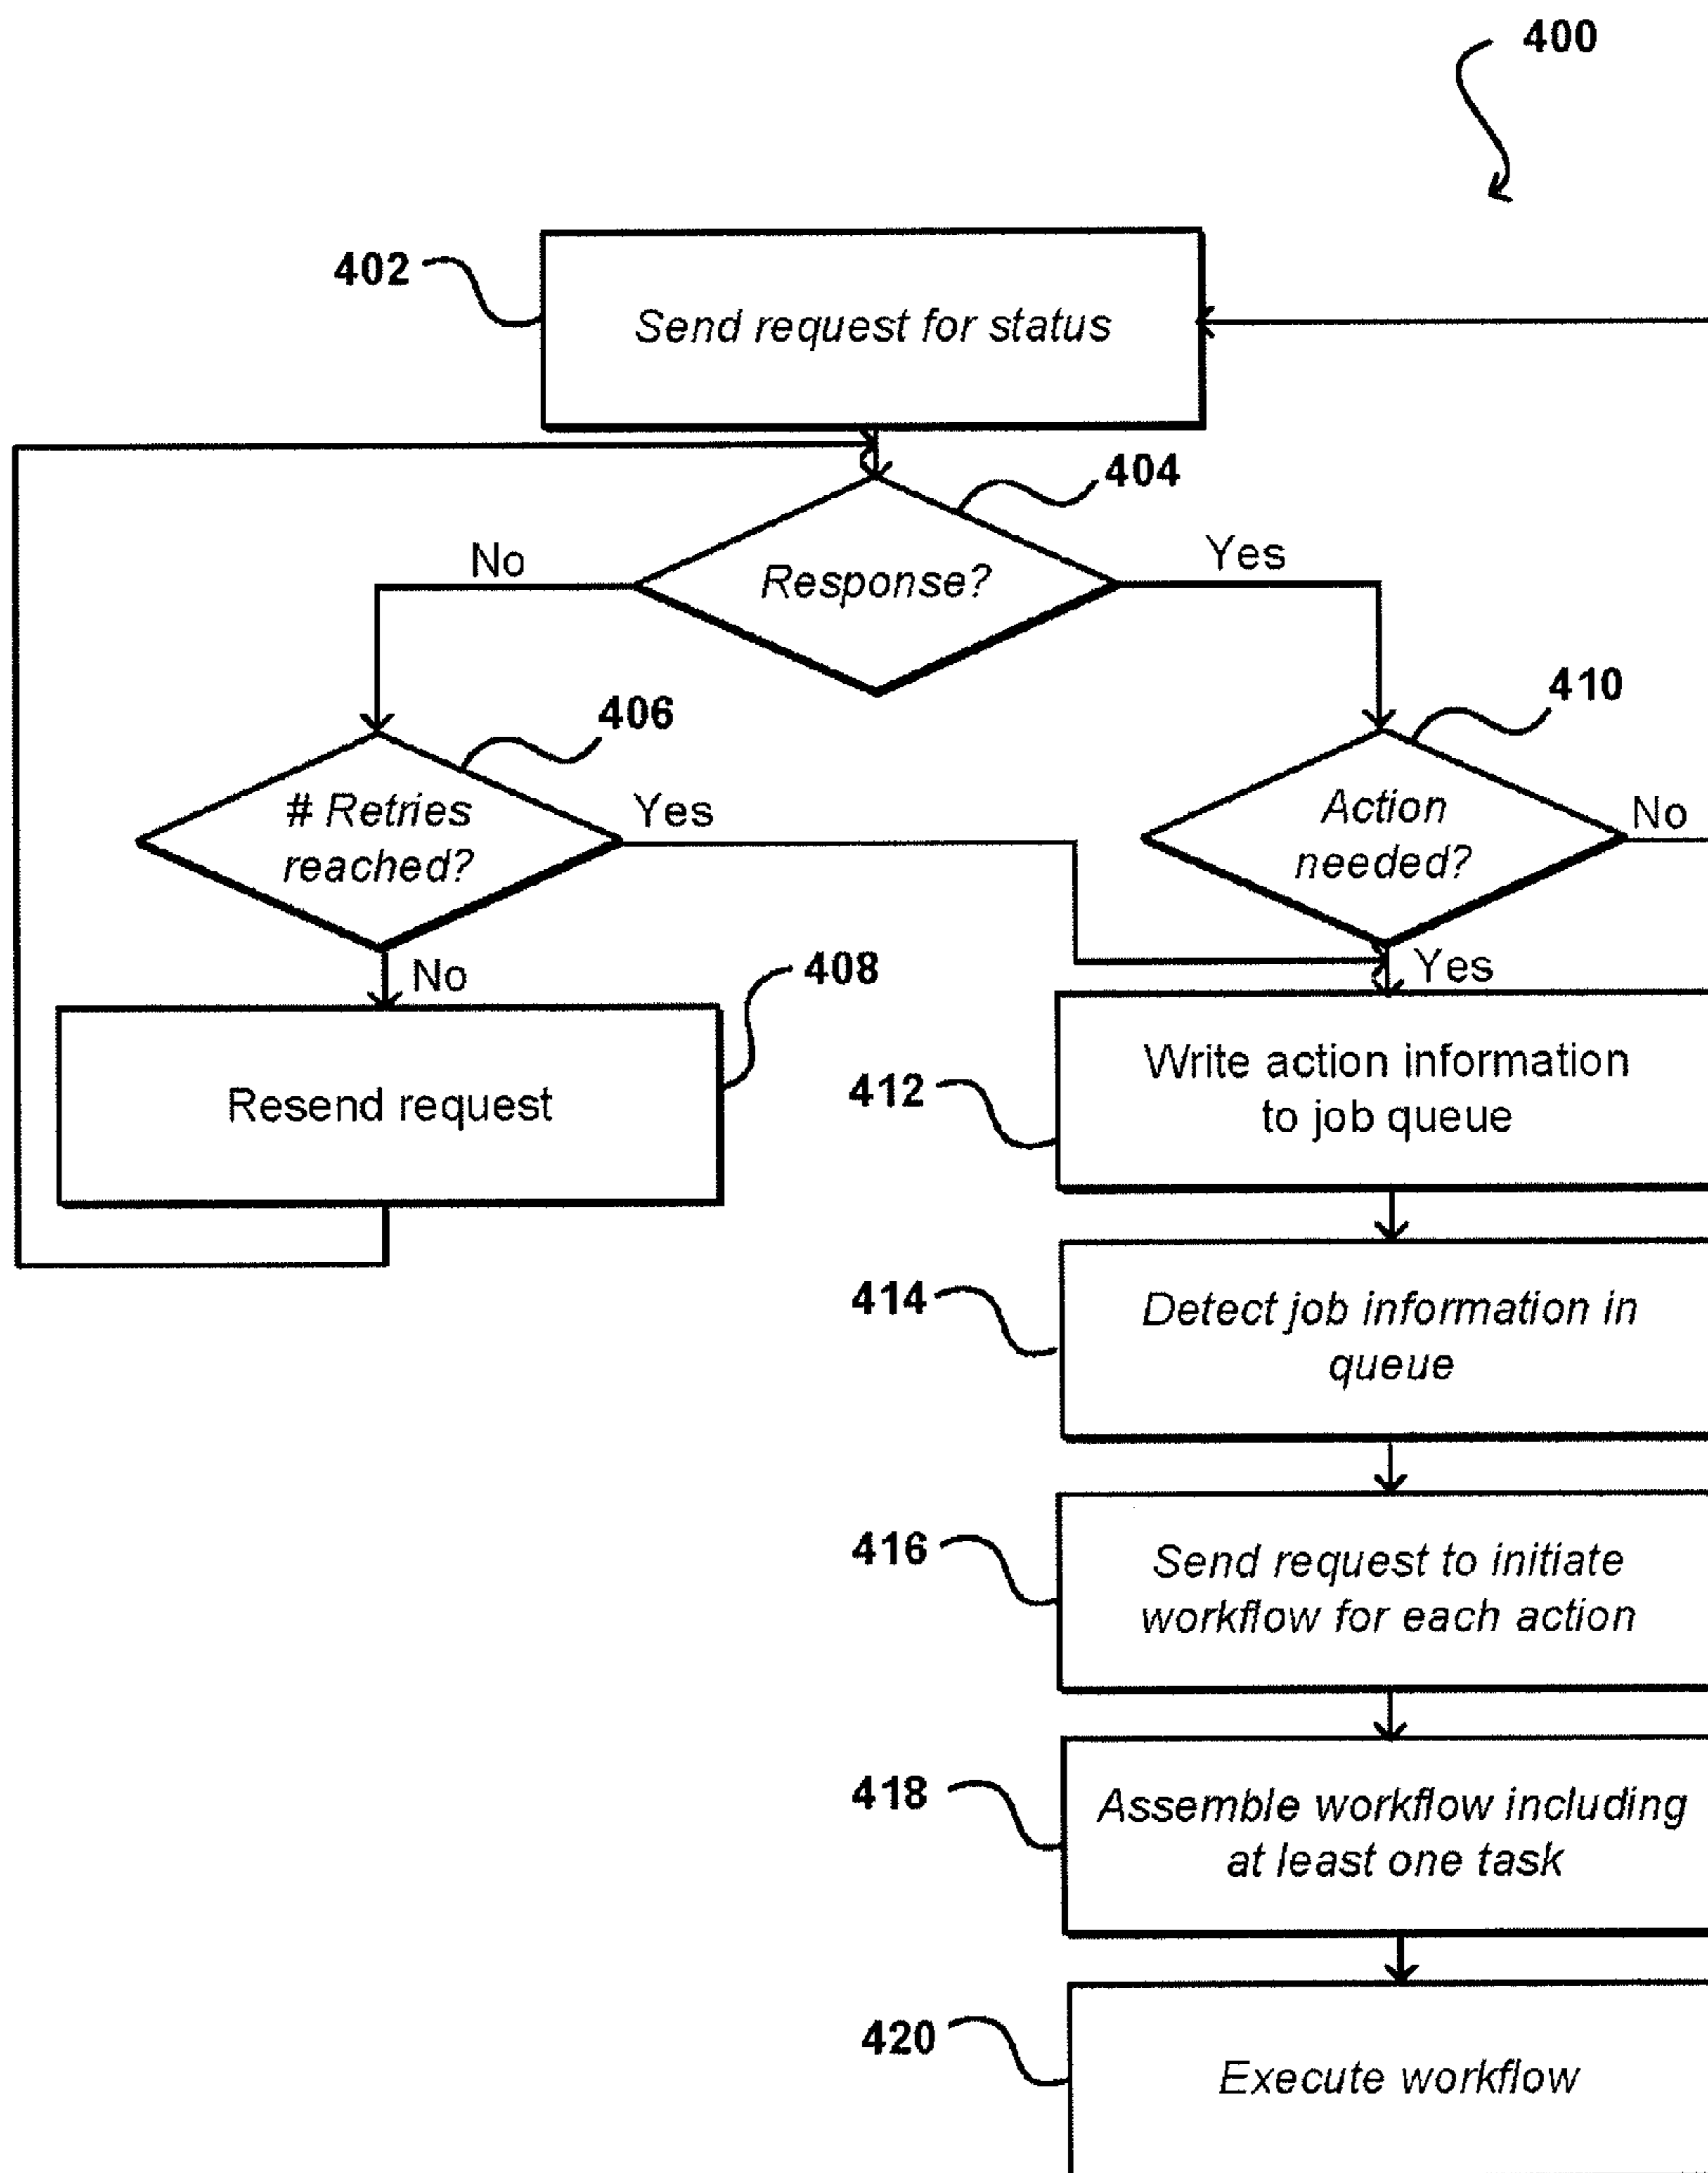 400
402
Send request for status
404
No
Response?
Yes
406
410
# Retries
reached?
Yes
Action
needed?
No
No
408
Yes
Resend request
412
Write action information
to job queue
414
Detect job information in
queue
416
Send request to initiate
workflow for each action
418
Assemble workflow including
at least one task
420
Execute workflow